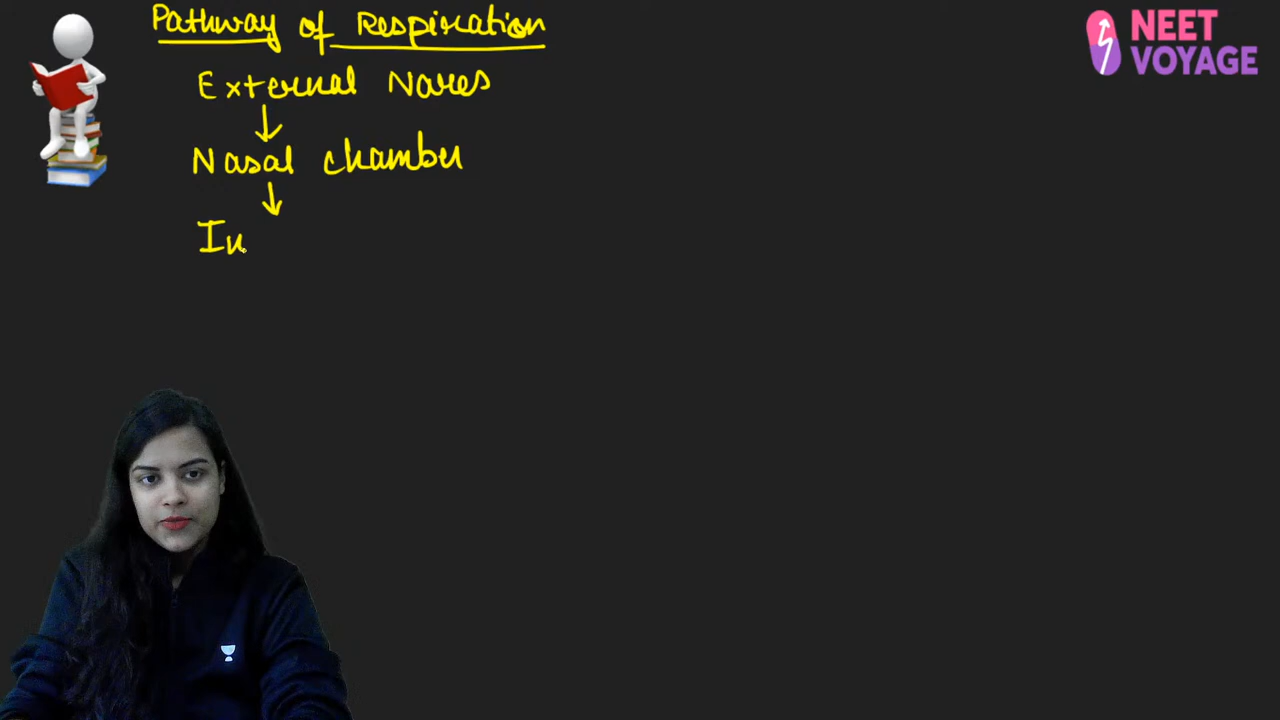 Pathway of Respiration
NEET
VOYAGE
External Nares
Nasal chamber
In